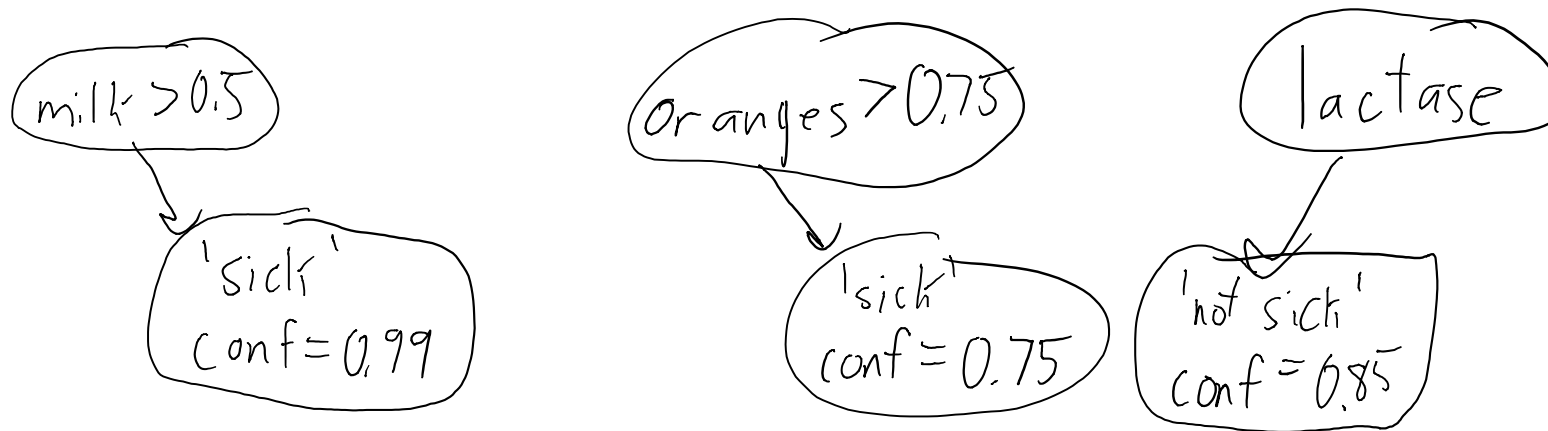 milk > 0.5
oranges > 0.75
lactase
'sick'
conf = 0.99
'sick'
conf = 0.75
'not sick'
conf = 0.85